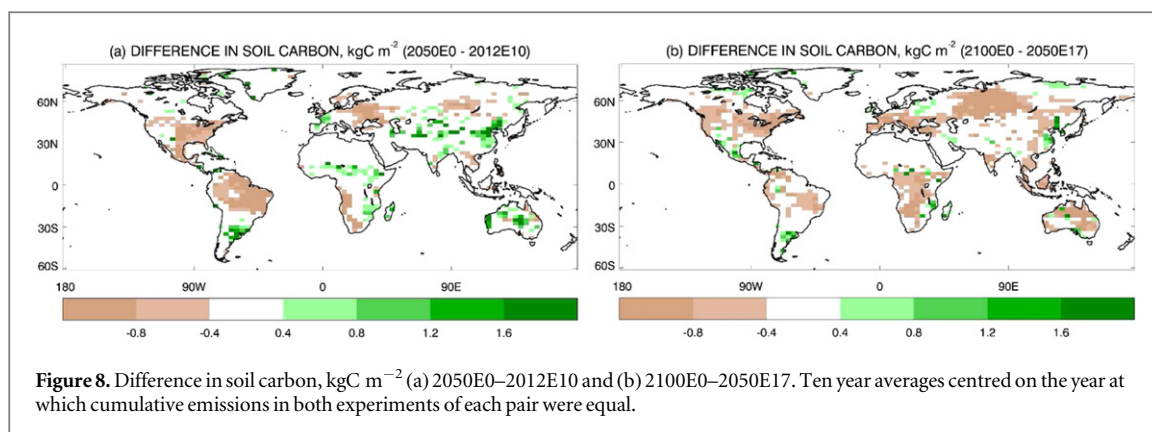 (a) DIFFERENCE IN SOIL CARBON, kgC m⁻² (2050E0 - 2012E10)
60N
30N
0
30S
60S
180 90W 0 90E
-0.8 -0.4 0.4 0.8 1.2 1.6
(b) DIFFERENCE IN SOIL CARBON, kgC m⁻² (2100E0 - 2050E17)
60N
30N
0
30S
60S
180 90W 0 90E
-0.8 -0.4 0.4 0.8 1.2 1.6
Figure 8. Difference in soil carbon, kgC m⁻² (a) 2050E0–2012E10 and (b) 2100E0–2050E17. Ten year averages centred on the year at
which cumulative emissions in both experiments of each pair were equal.